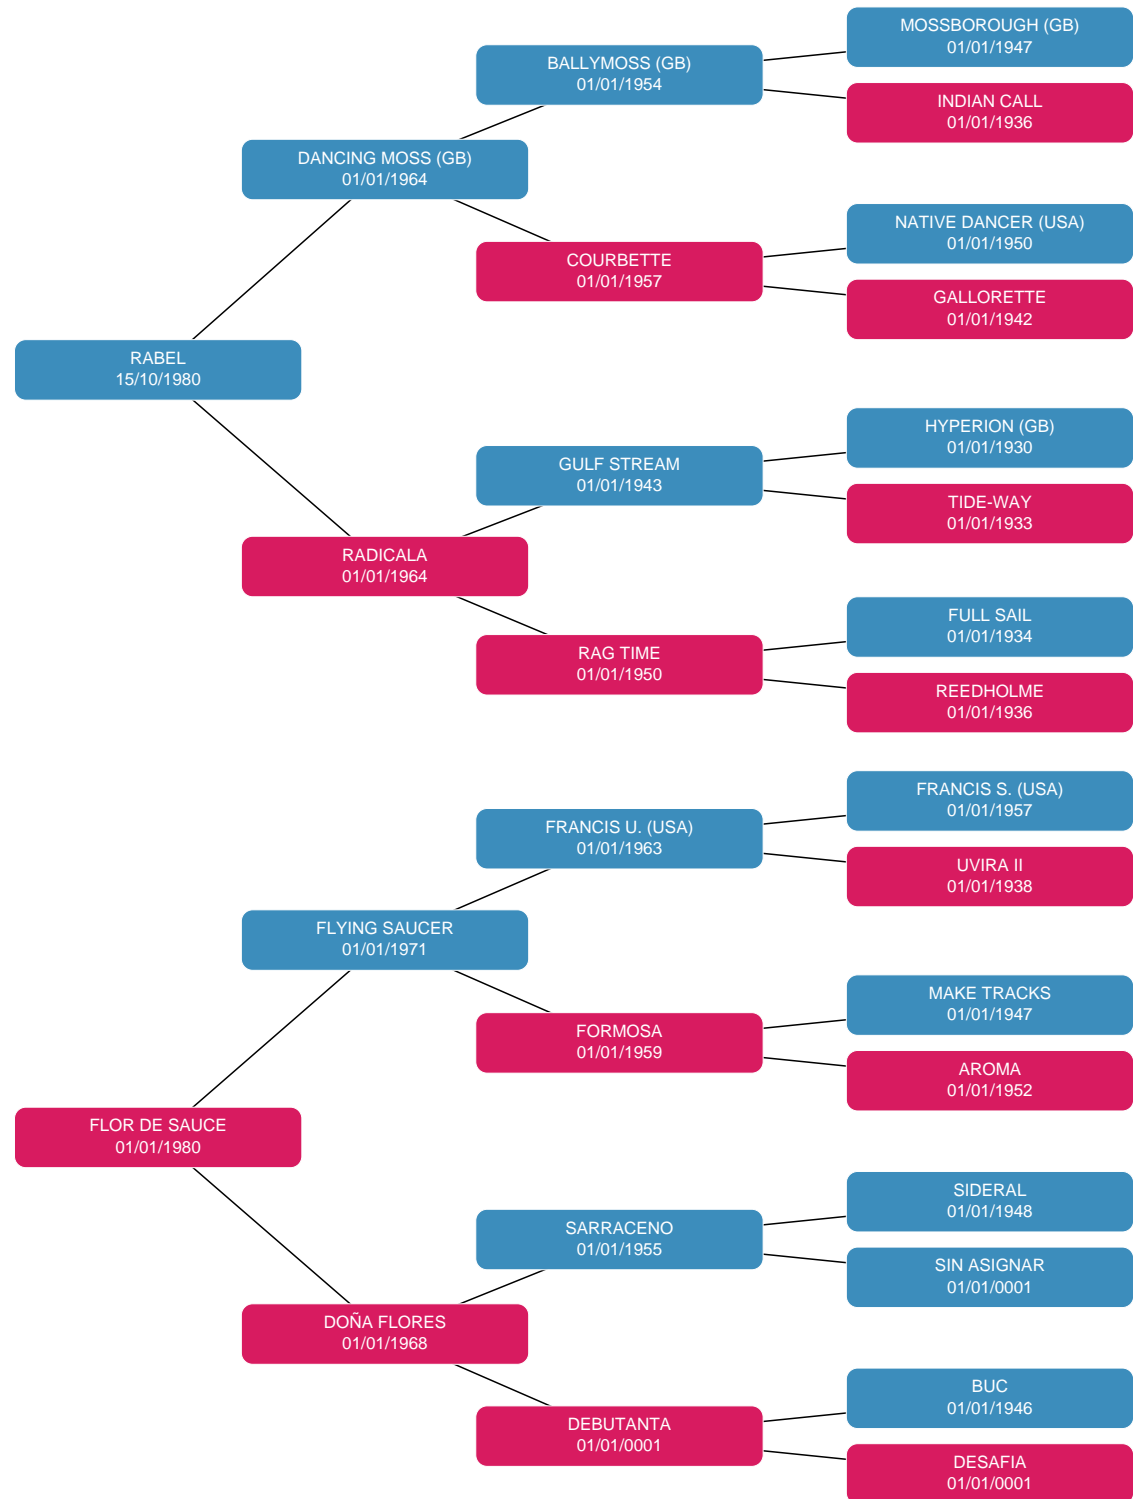 MOSSBOROUGH (GB)
01/01/1947
BALLYMOSS (GB)
01/01/1954
INDIAN CALL
01/01/1936
DANCING MOSS (GB)
01/01/1964
NATIVE DANCER (USA)
01/01/1950
COURBETTE
01/01/1957
GALLORETTE
01/01/1942
RABEL
15/10/1980
HYPERION (GB)
01/01/1930
GULF STREAM
01/01/1943
TIDE-WAY
01/01/1933
RADICALA
01/01/1964
FULL SAIL
01/01/1934
RAG TIME
01/01/1950
REEDHOLME
01/01/1936
FRANCIS S. (USA)
01/01/1957
FRANCIS U. (USA)
01/01/1963
UVIRA II
01/01/1938
FLYING SAUCER
01/01/1971
MAKE TRACKS
01/01/1947
FORMOSA
01/01/1959
AROMA
01/01/1952
FLOR DE SAUCE
01/01/1980
SIDERAL
01/01/1948
SARRACENO
01/01/1955
SIN ASIGNAR
01/01/0001
DOÑA FLORES
01/01/1968
BUC
01/01/1946
DEBUTANTA
01/01/0001
DESAFIA
01/01/0001